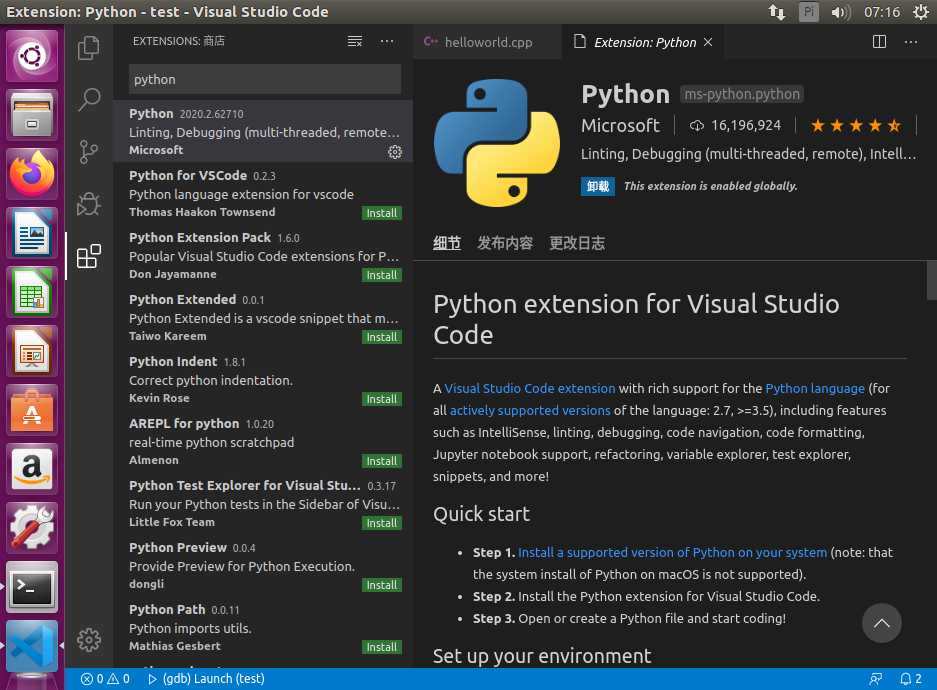 Extension: Python - test - Visual Studio Code
Pi
07:16
EXTENSIONS: 商店
python
Python 2020.2.62710
Linting, Debugging (multi-threaded, remote...
Microsoft
Python for VSCode 0.2.3
Python language extension for vscode
Thomas Haakon Townsend
Install
Python Extension Pack 1.6.0
Popular Visual Studio Code extensions for P...
Don Jayamanne
Install
Python Extended 0.0.1
Python Extended is a vscode snippet that m...
Taiwo Kareem
Install
Python Indent 1.8.1
Correct python indentation.
Kevin Rose
Install
AREPL for python 1.0.20
real-time python scratchpad
Almenon
Install
Python Test Explorer for Visual Stu... 0.3.17
Run your Python tests in the Sidebar of Visu...
Little Fox Team
Install
Python Preview 0.0.4
Provide Preview for Python Execution.
dongli
Install
Python Path 0.0.11
Python imports utils.
Mathias Gesbert
Install
helloworld.cpp
Extension: Python
Python ms-python.python
Microsoft
16,196,924
Linting, Debugging (multi-threaded, remote), Intell...
卸载 This extension is enabled globally.
细节 发布内容 更改日志
Python extension for Visual Studio
Code
A Visual Studio Code extension with rich support for the Python language (for
all actively supported versions of the language: 2.7, >=3.5), including features
such as IntelliSense, linting, debugging, code navigation, code formatting,
Jupyter notebook support, refactoring, variable explorer, test explorer,
snippets, and more!
Quick start
• Step 1. Install a supported version of Python on your system (note: that
the system install of Python on macOS is not supported).
• Step 2. Install the Python extension for Visual Studio Code.
• Step 3. Open or create a Python file and start coding!
Set up your environment
0 0 (gdb) Launch (test)
2